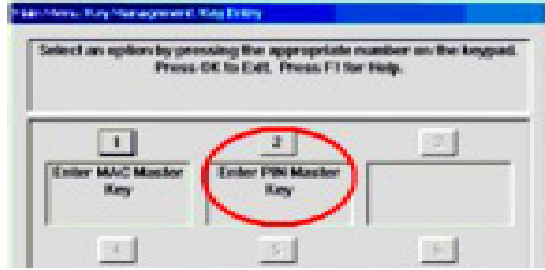 Main Menu/Key Management/Key Entry
Select an option by pressing the appropriate number on the keypad.
Press OK to Exit. Press F1 for Help.
1
2
3
Enter MAC Master
Key
Enter PIN Master
Key
4
5
6